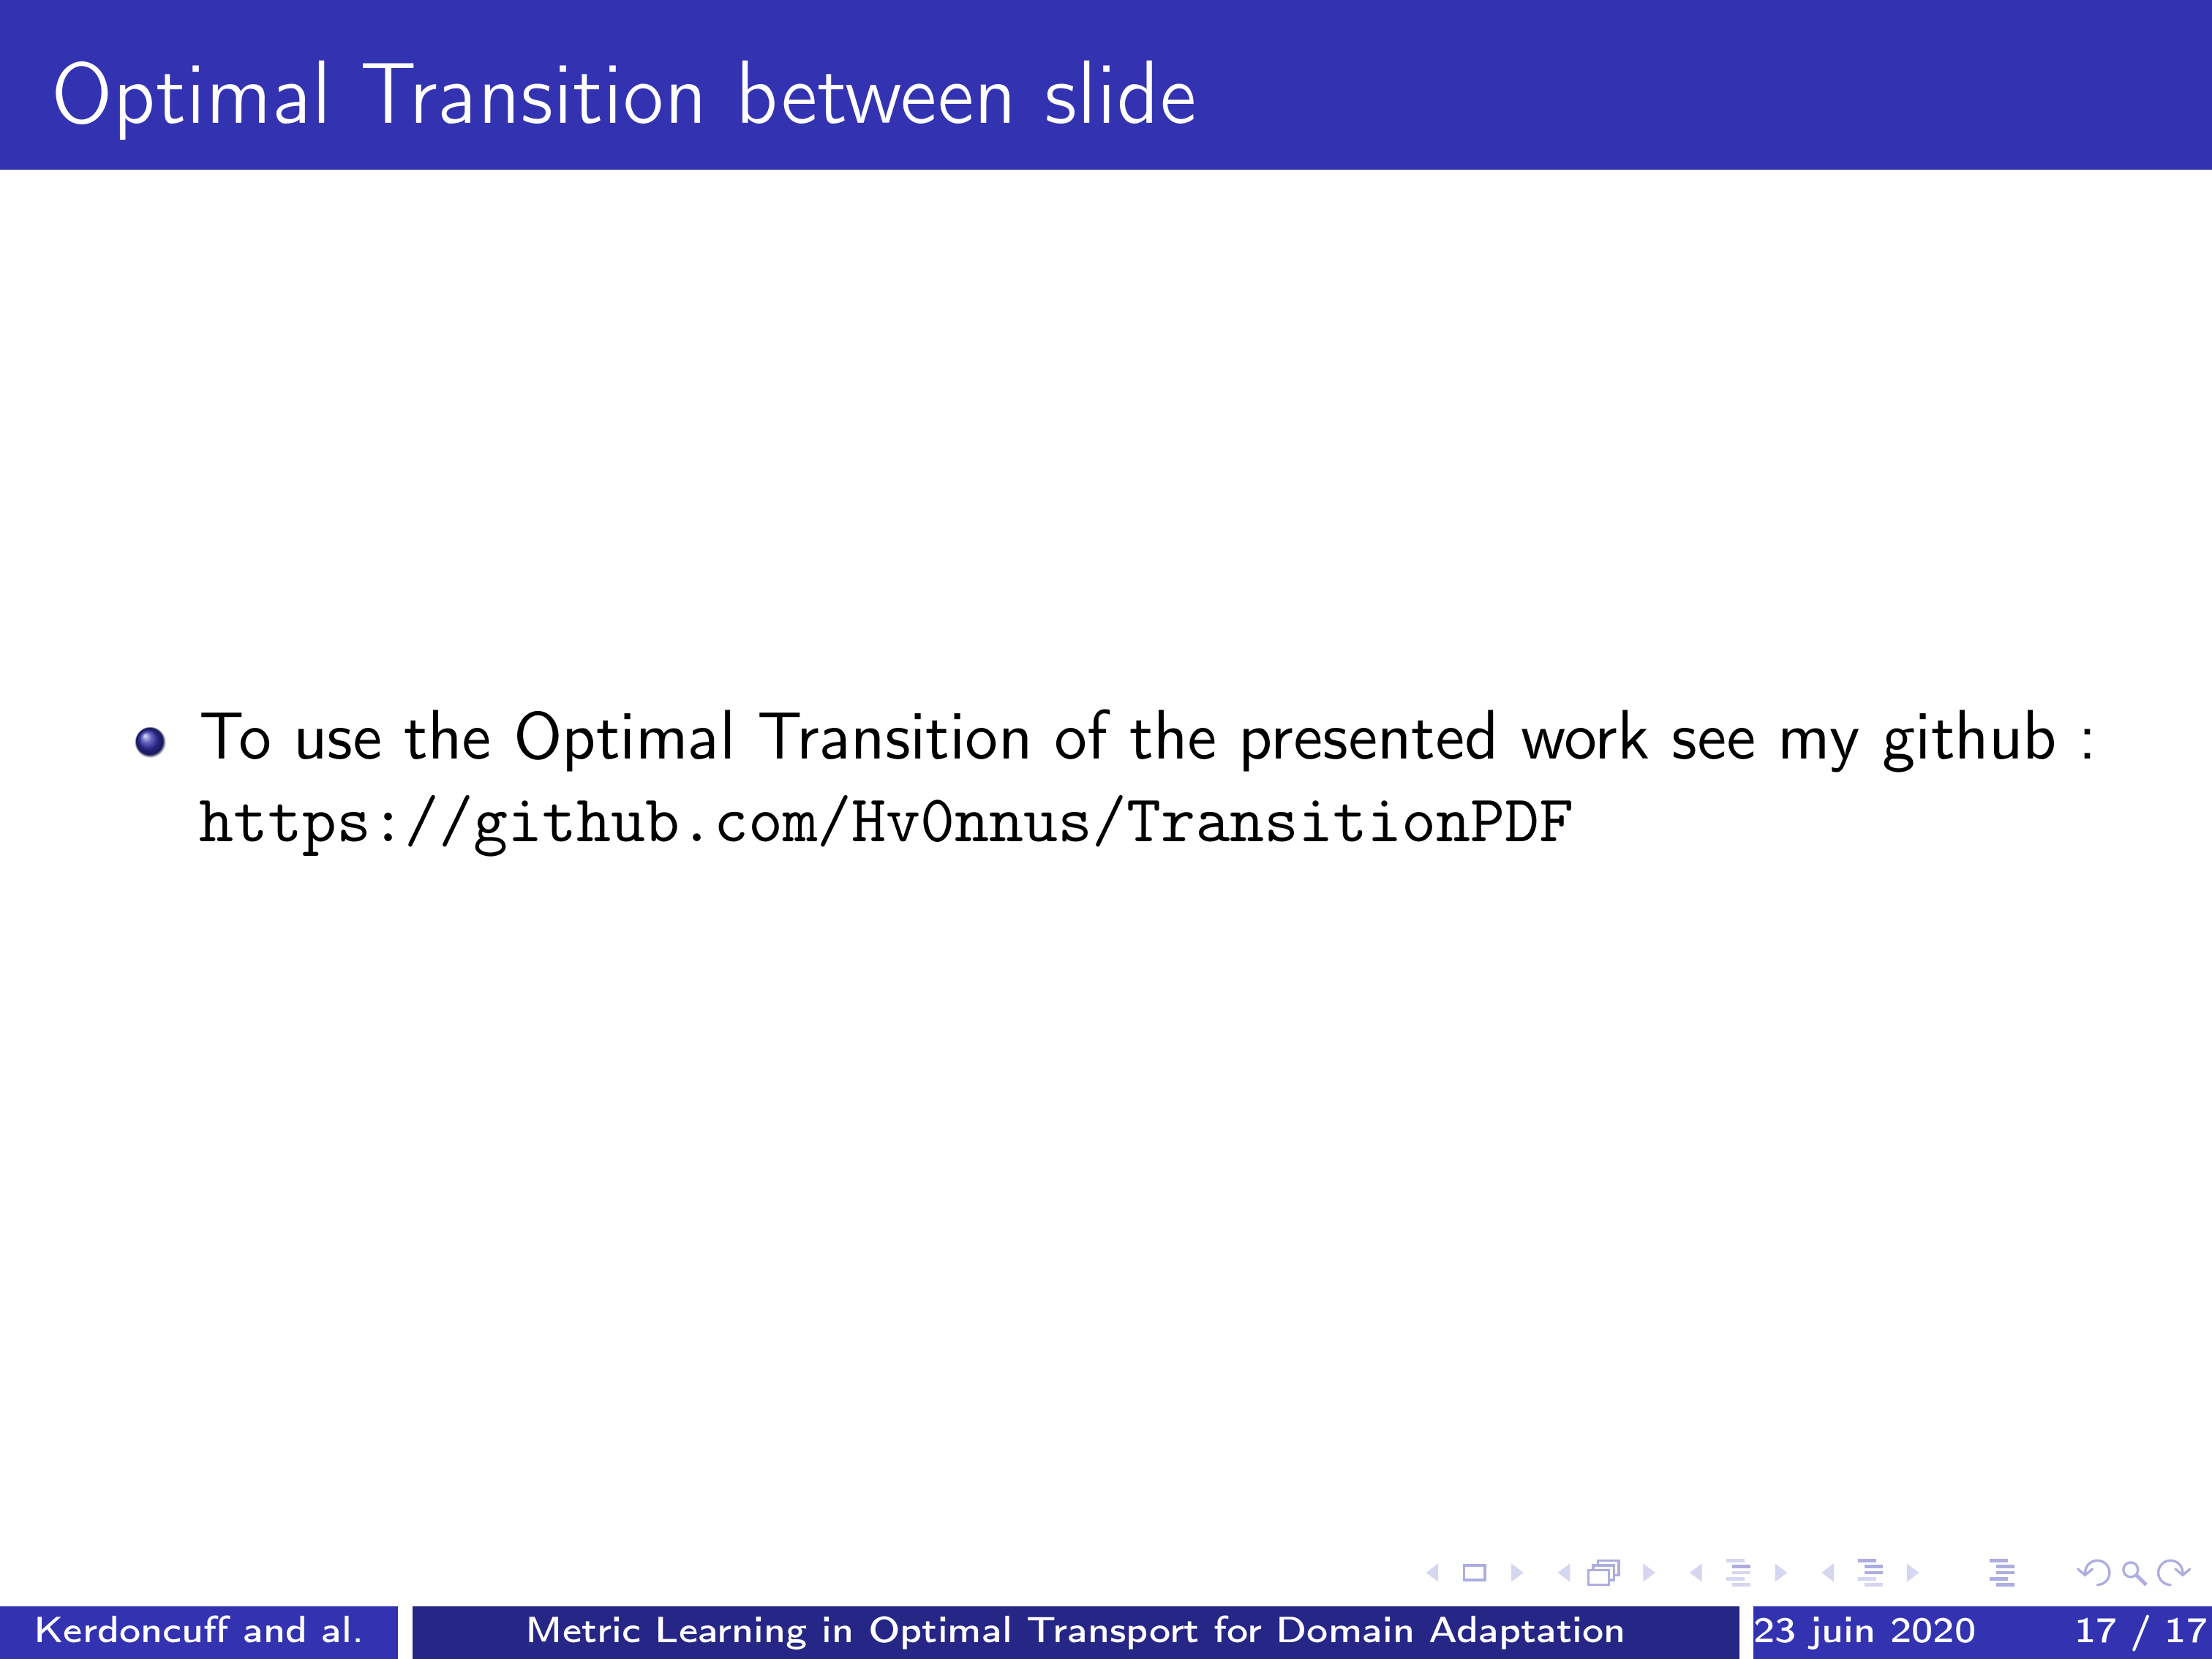 Optimal Transition between slide
To use the Optimal Transition of the presented work see my github :
https://github.com/Hv0nnus/TransitionPDF
Kerdoncuff and al.
Metric Learning in Optimal Transport for Domain Adaptation
23 juin 2020
17 / 17